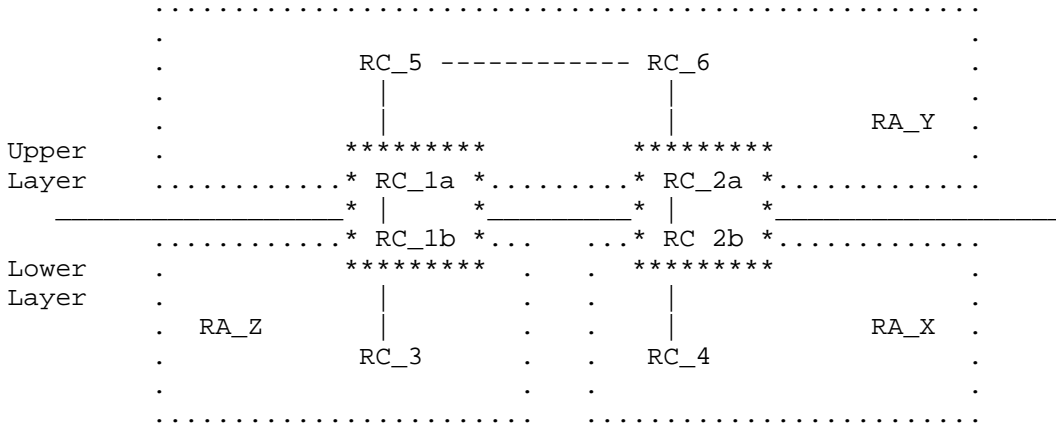 RC_5 ------------ RC_6
RA_Y
Upper
Layer
RC_1a RC_2a
RC_1b RC 2b
Lower
Layer
RA_Z RA_X
RC_3 RC_4